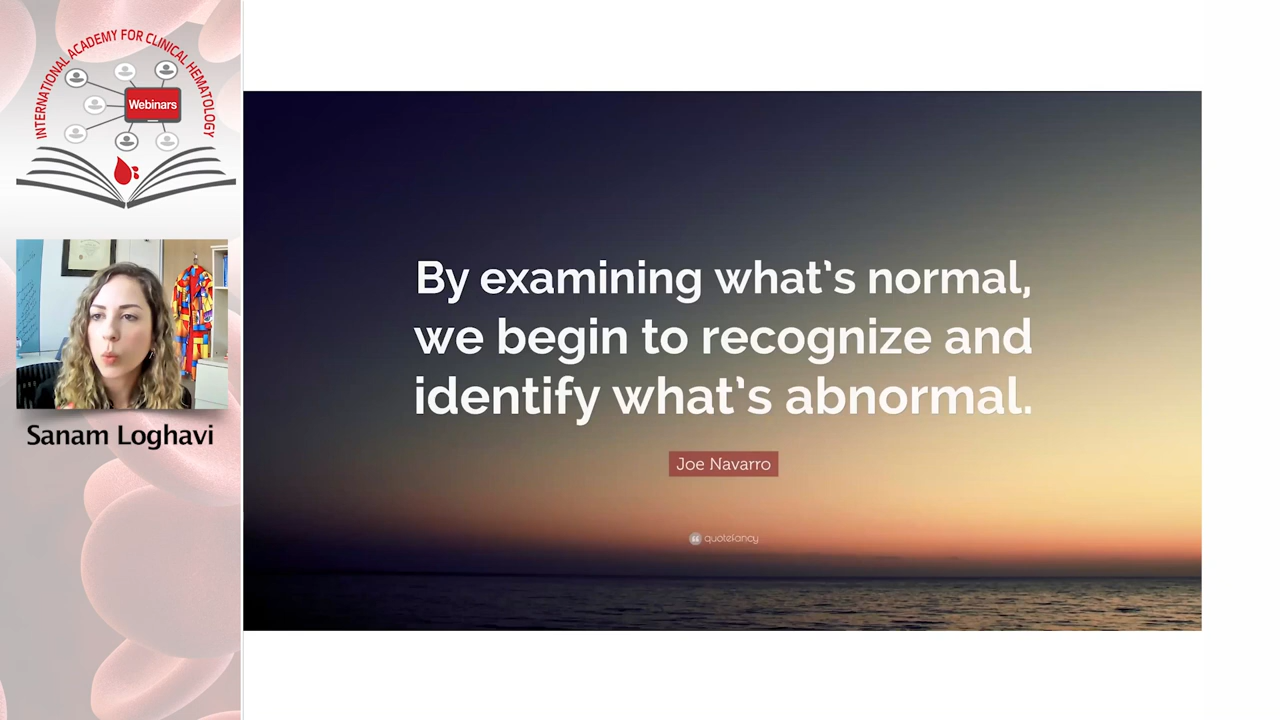 INTERNATIONAL ACADEMY FOR CLINICAL HEMATOLOGY
Webinars
Sanam Loghavi
By examining what’s normal,
we begin to recognize and
identify what’s abnormal.
Joe Navarro
quotefancy